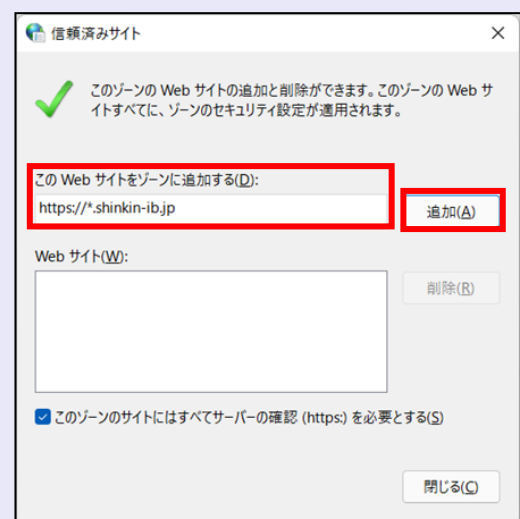 信頼済みサイト
このゾーンの Web サイトの追加と削除ができます。このゾーンの Web サ
イトすべてに、ゾーンのセキュリティ設定が適用されます。
この Web サイトをゾーンに追加する(D):
https://*.shinkin-ib.jp
追加(A)
Web サイト(W):
削除(R)
このゾーンのサイトにはすべてサーバーの確認 (https:) を必要とする(S)
閉じる(C)